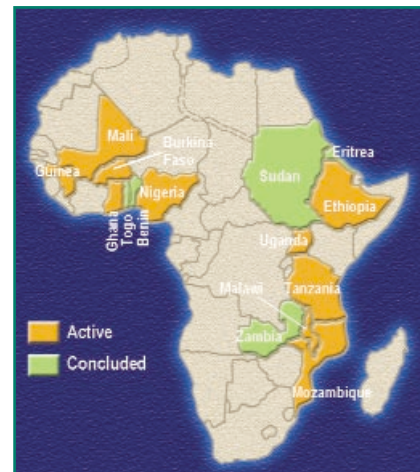 Mali
Burkina
Faso
Guinea
Nigeria
Ghana
Togo
Benin
Sudan
Eritrea
Ethiopia
Uganda
Malawi
Tanzania
Zambia
Mozambique
Active
Concluded